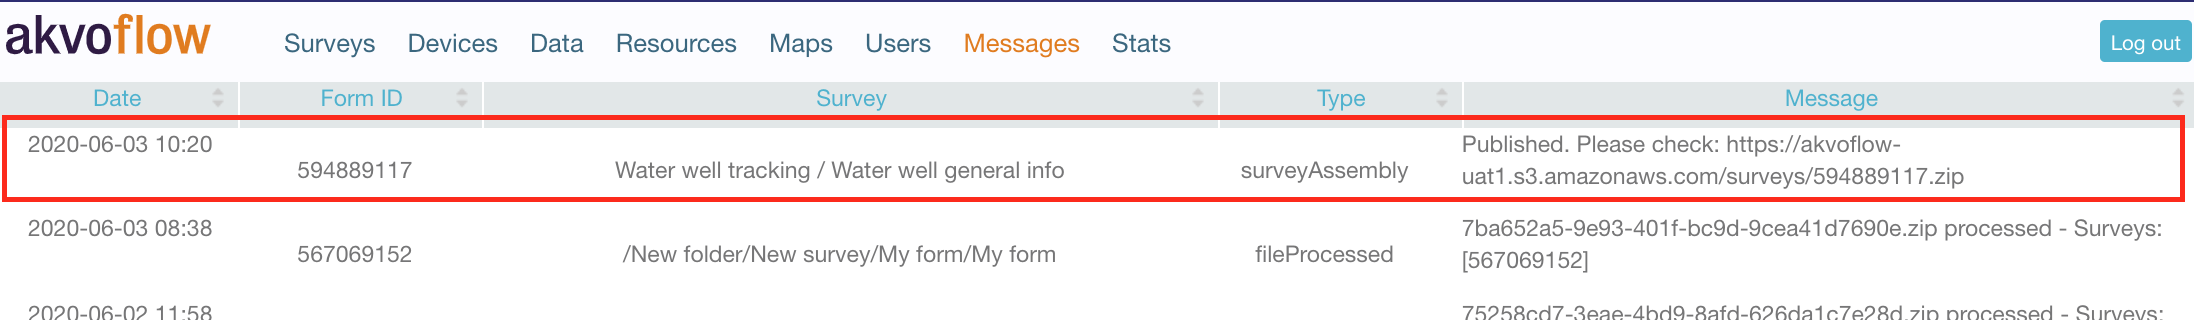 akvoflow Surveys Devices Data Resources Maps Users Messages Stats Log out
Date Form ID Survey Type Message
2020-06-03 10:20 594889117 Water well tracking / Water well general info surveyAssembly Published. Please check: https://akvoflow-
uat1.s3.amazonaws.com/surveys/594889117.zip
2020-06-03 08:38 567069152 /New folder/New survey/My form/My form fileProcessed 7ba652a5-9e93-401f-bc9d-9cea41d7690e.zip processed - Surveys:
[567069152]
2020-06-02 11:58 75258cd7-3eae-4bd9-8afd-626da1c7e28d.zip processed - Surveys: